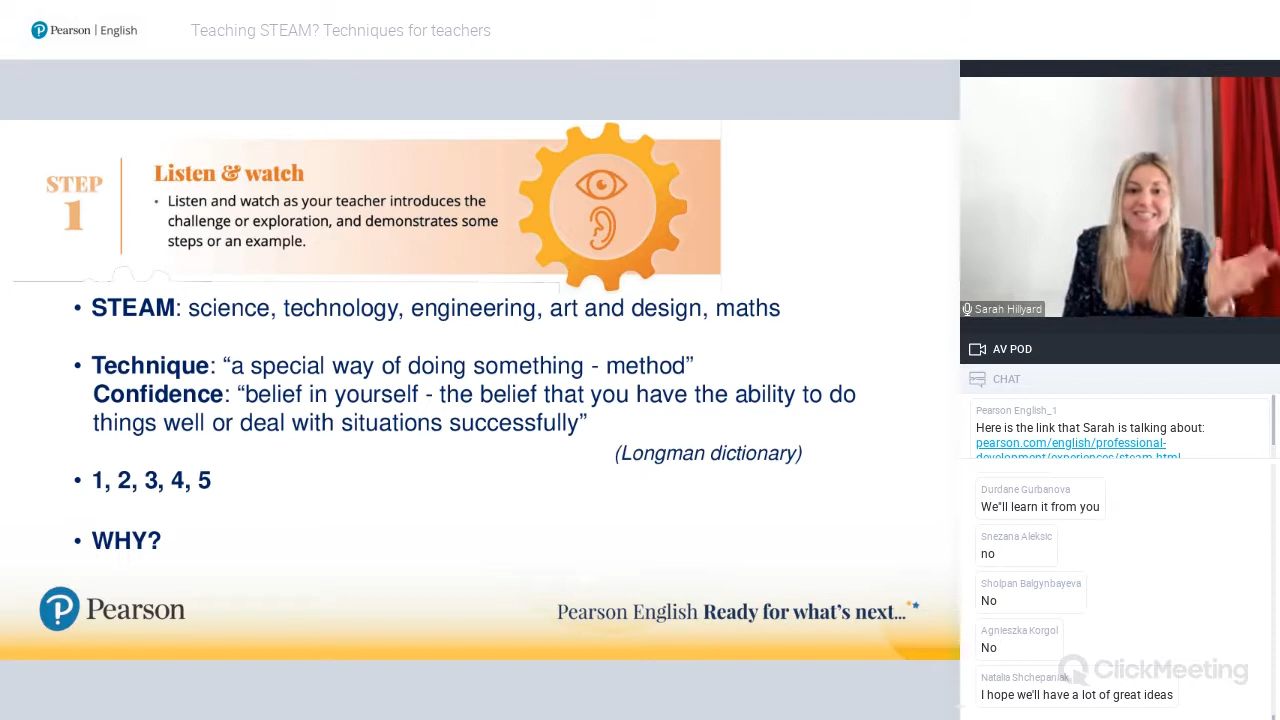 Pearson | English
Teaching STEAM? Techniques for teachers
STEP
1
Listen & watch
• Listen and watch as your teacher introduces the
challenge or exploration, and demonstrates some
steps or an example.
• STEAM: science, technology, engineering, art and design, maths
• Technique: “a special way of doing something - method”
Confidence: “belief in yourself - the belief that you have the ability to do
things well or deal with situations successfully”
(Longman dictionary)
• 1, 2, 3, 4, 5
• WHY?
Pearson
Pearson English Ready for what’s next...
Sarah Hillyard
AV POD
CHAT
Pearson English_1
Here is the link that Sarah is talking about:
pearson.com/english/professional-
development/experiences/steam.html
Durdane Gurbanova
We"ll learn it from you
Snezana Aleksic
no
Sholpan Balgynbayeva
No
Agnieszka Korgol
No
Natalia Shchepaniak
I hope we'll have a lot of great ideas
ClickMeeting